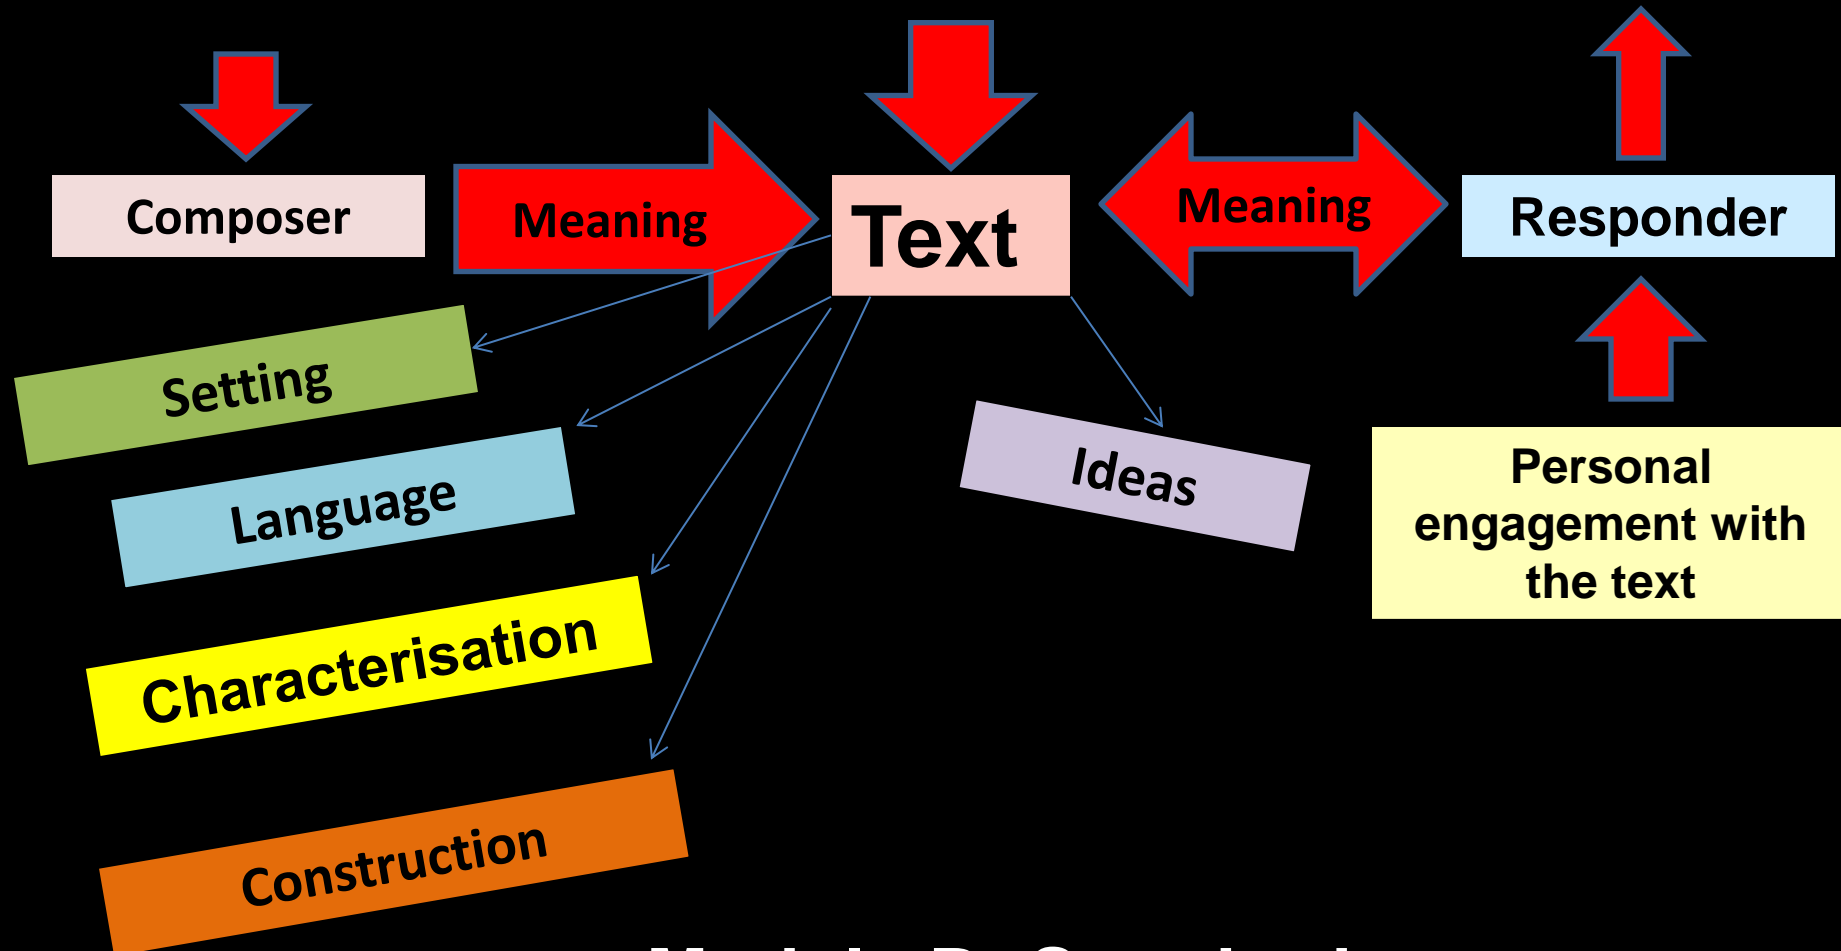 Composer
Meaning
Text
Meaning
Responder
Setting
Language
Characterisation
Construction
Ideas
Personal
engagement with
the text